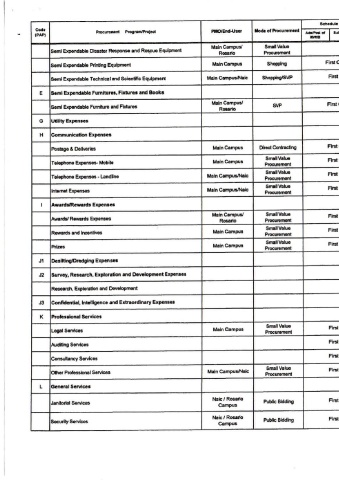 Schedule
Code (PAP) Procurement Program/Project PMO/End-User Mode of Procurement
Semi Expendable Disaster Response and Rescue Equipment Main Campus/ Rosario Small Value Procurement
Semi Expendable Printing Equipment Main Campus Shopping First
Semi Expendable Technical and Scientific Equipment Main Campus/Naic Shopping/SVP First
E Semi Expendable Furnitures, Fixtures and Books
Semi Expendable Furniture and Fixtures Main Campus/ Rosario SVP First
G Utility Expenses
H Communication Expenses
Postage & Deliveries Main Campus Direct Contracting First
Telephone Expenses- Mobile Main Campus Small Value Procurement First
Telephone Expenses - Landline Main Campus/Naic Small Value Procurement First
Internet Expenses Main Campus/Naic Small Value Procurement First
I Awards/Rewards Expenses
Awards/ Rewards Expenses Main Campus/ Rosario Small Value Procurement First
Rewards and Incentives Main Campus Small Value Procurement First
Prizes Main Campus Small Value Procurement First
J1 Desilting/Dredging Expenses
J2 Survey, Research, Exploration and Development Expenses
Research, Exploration and Development
J3 Confidential, Intelligence and Extraordinary Expenses
K Professional Services
Legal Services Main Campus Small Value Procurement First
Auditing Services First
Consultancy Services First
Other Professional Services Main Campus/Naic Small Value Procurement First
L General Services
Janitorial Services Naic / Rosario Campus Public Bidding First
Security Services Naic / Rosario Campus Public Bidding First